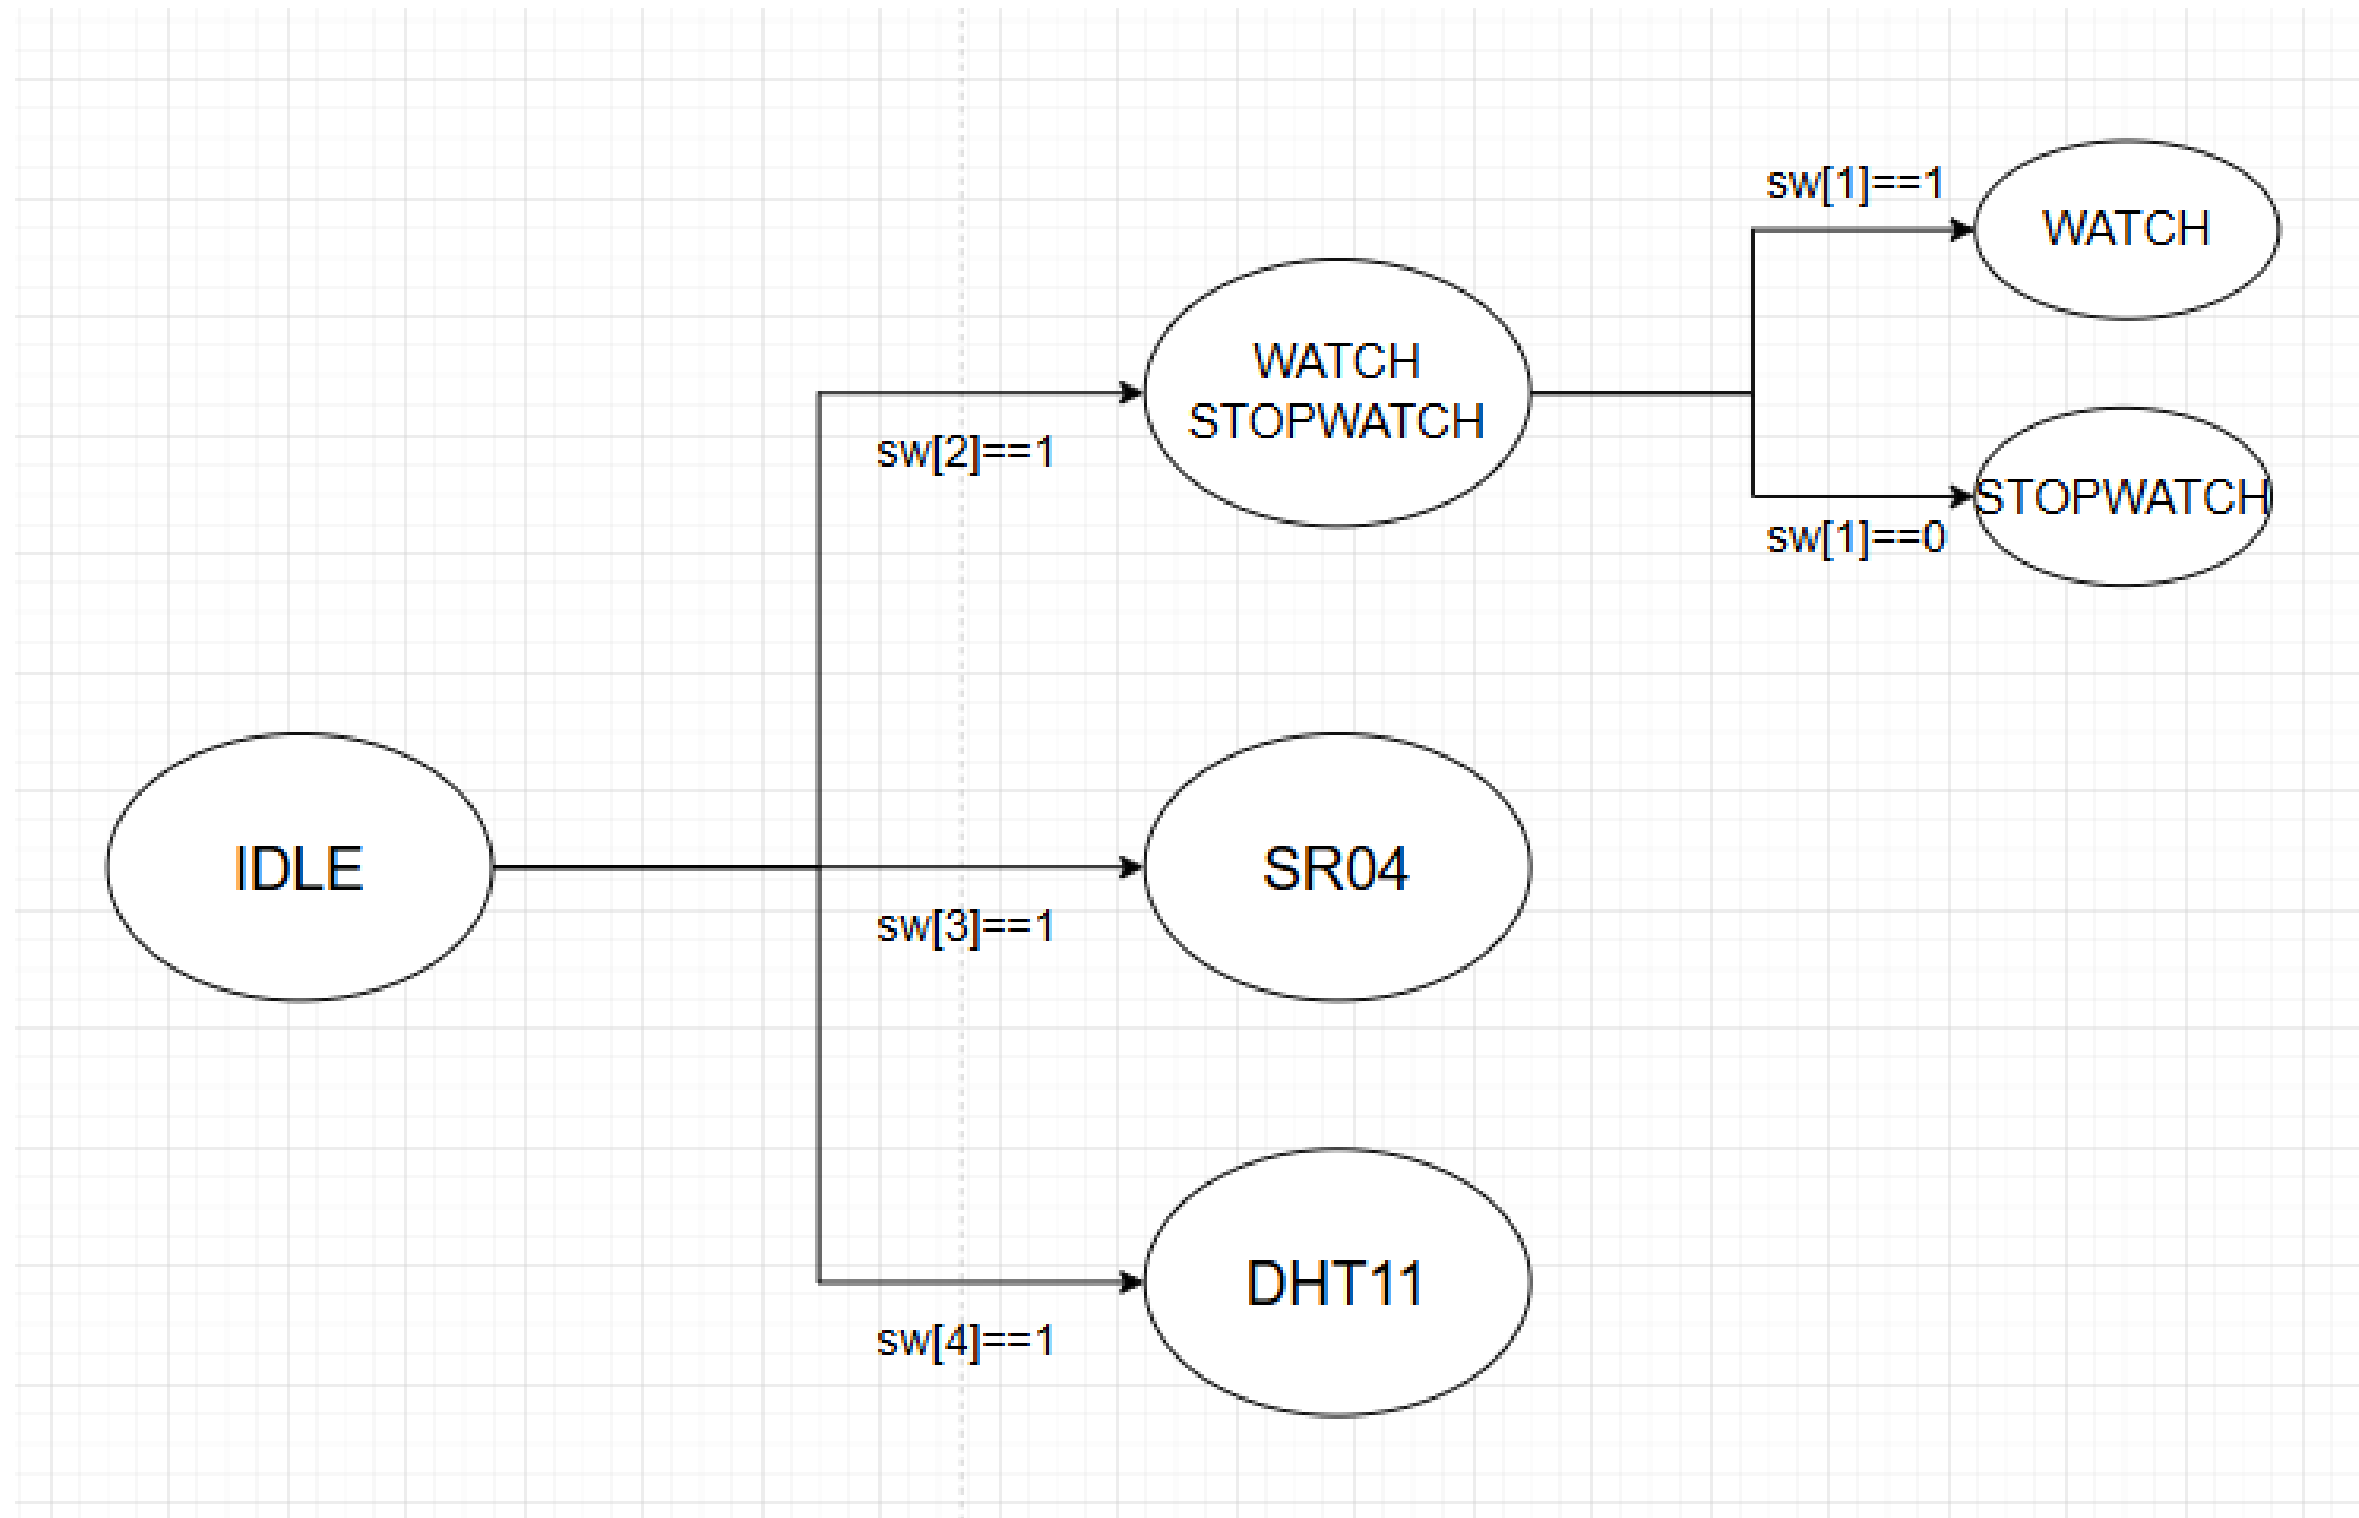 sw[1]==1
WATCH
WATCH
STOPWATCH
sw[2]==1
STOPWATCH
sw[1]==0
IDLE
SR04
sw[3]==1
DHT11
sw[4]==1